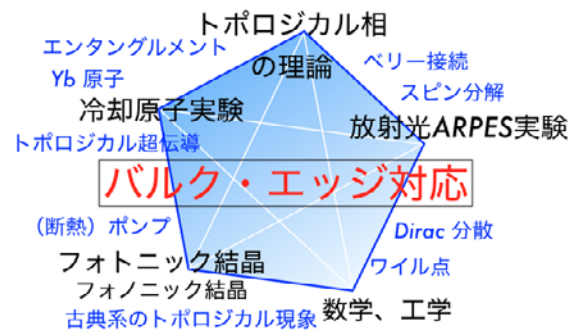 トポロジカル相
の理論
エンタングルメント
ベリー接続
Yb 原子
スピン分解
冷却原子実験
放射光ARPES実験
トポロジカル超伝導
バルク・エッジ対応
（断熱）ポンプ
Dirac 分散
フォトニック結晶
ワイル点
フォノニック結晶
数学、工学
古典系のトポロジカル現象